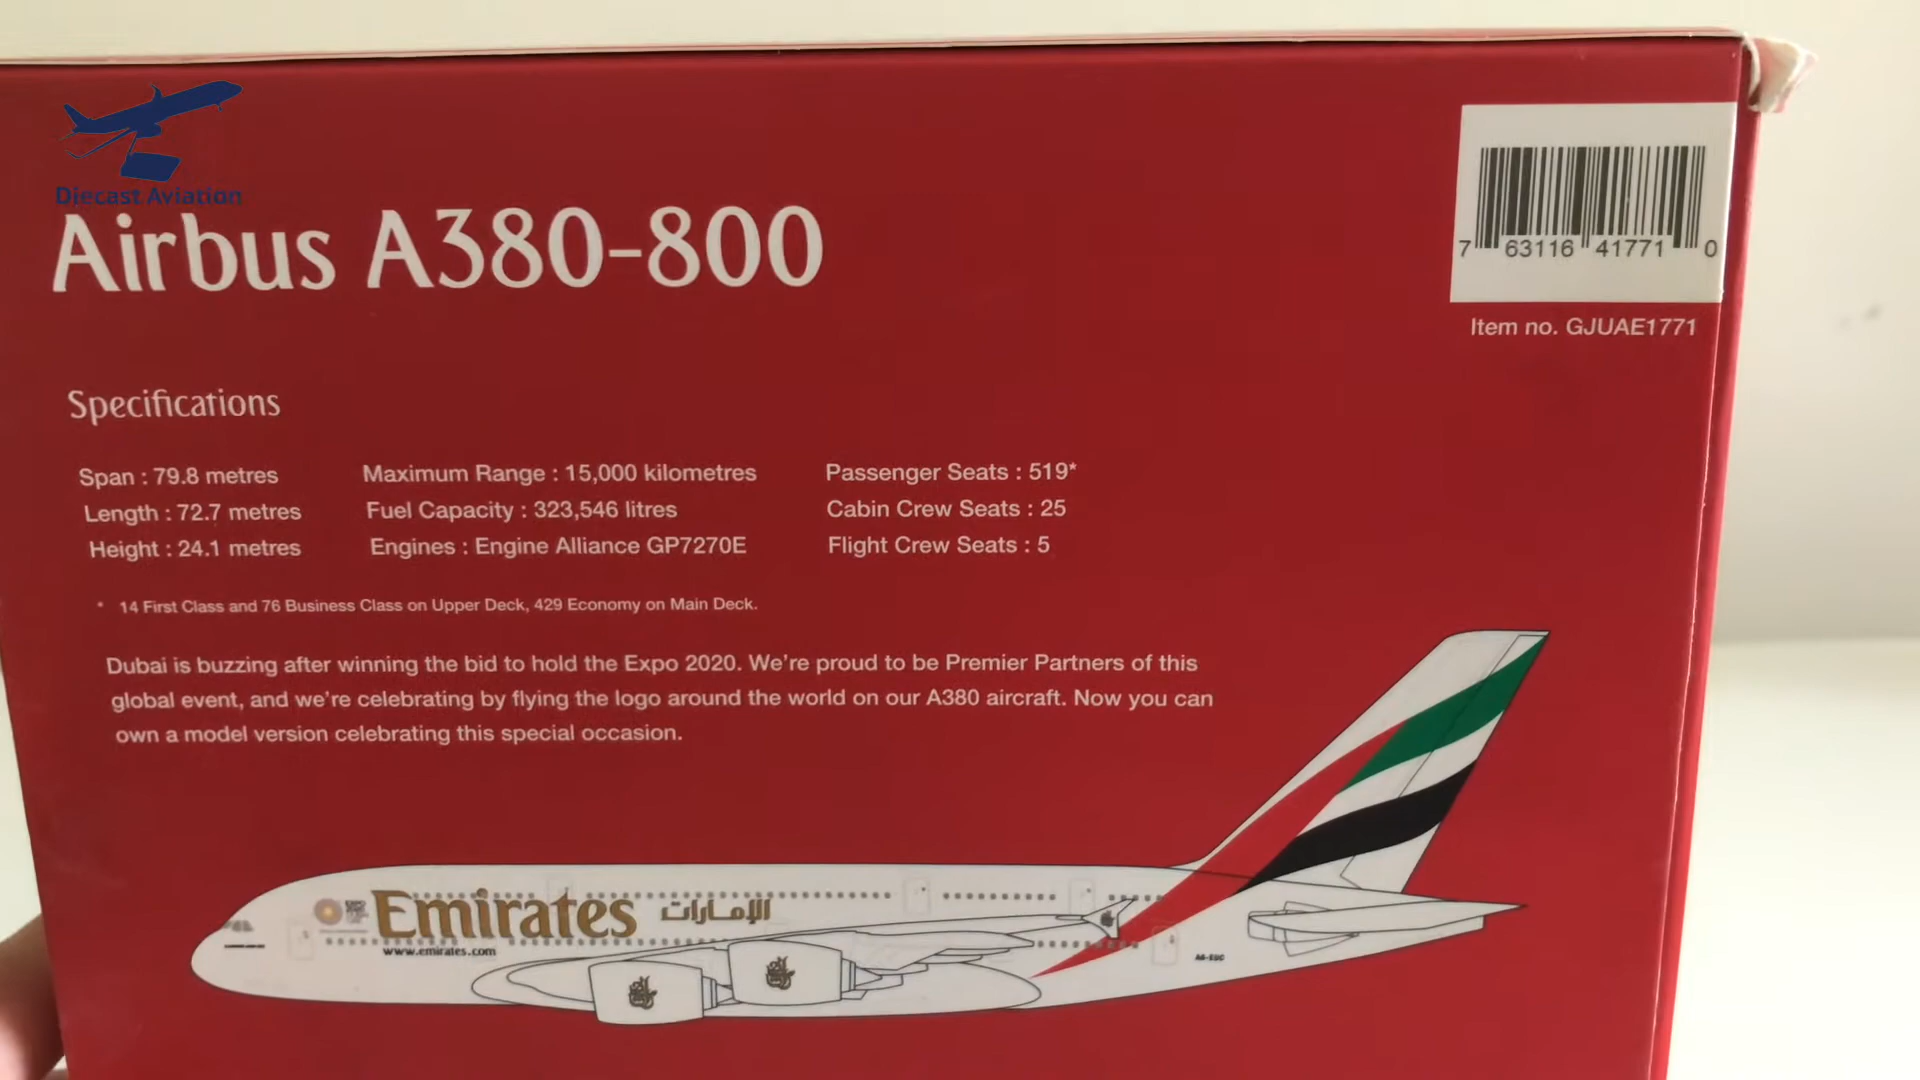 Diecast Aviation
Airbus A380-800
7 63116 41771 0
Item no. GJUAE1771
Specifications
Span : 79.8 metres
Length : 72.7 metres
Height : 24.1 metres
Maximum Range : 15,000 kilometres
Fuel Capacity : 323,546 litres
Engines : Engine Alliance GP7270E
Passenger Seats : 519*
Cabin Crew Seats : 25
Flight Crew Seats : 5
* 14 First Class and 76 Business Class on Upper Deck, 429 Economy on Main Deck.
Dubai is buzzing after winning the bid to hold the Expo 2020. We're proud to be Premier Partners of this
global event, and we're celebrating by flying the logo around the world on our A380 aircraft. Now you can
own a model version celebrating this special occasion.
Emirates الإمارات
www.emirates.com